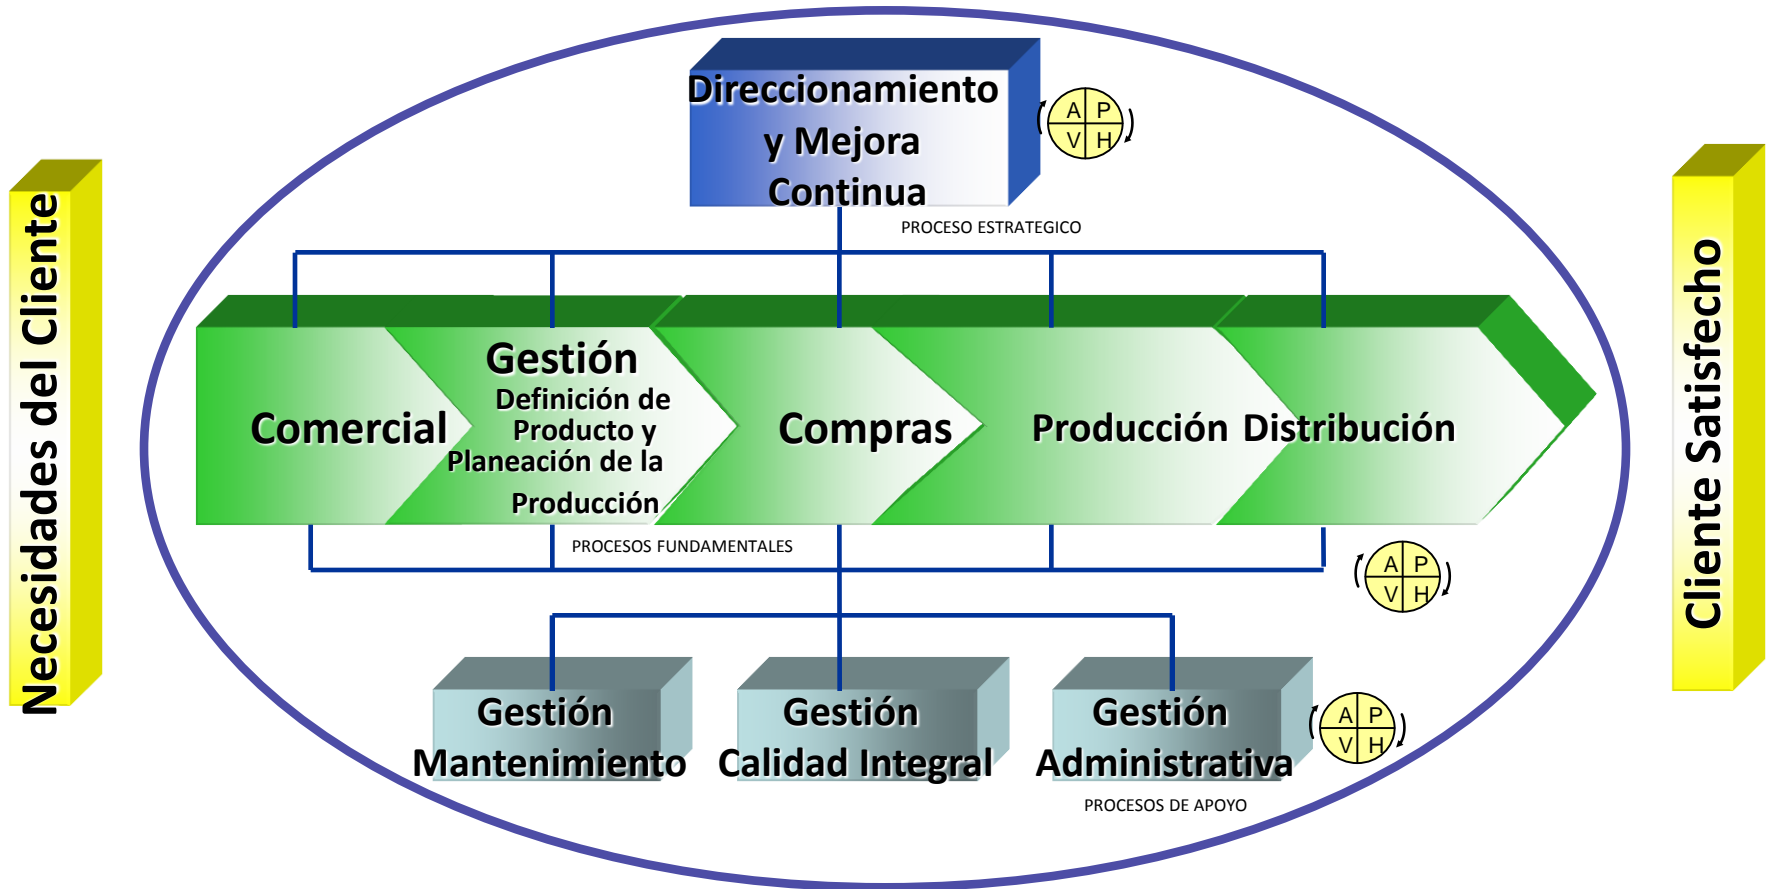 Direccionamiento
y Mejora
Continua
A P
V H
PROCESO ESTRATEGICO
Necesidades del Cliente
Comercial
Gestión
Definición de
Producto y
Planeación de la
Producción
Compras
Producción
Distribución
Cliente Satisfecho
PROCESOS FUNDAMENTALES
A P
V H
Gestión
Mantenimiento
Gestión
Calidad Integral
Gestión
Administrativa
A P
V H
PROCESOS DE APOYO